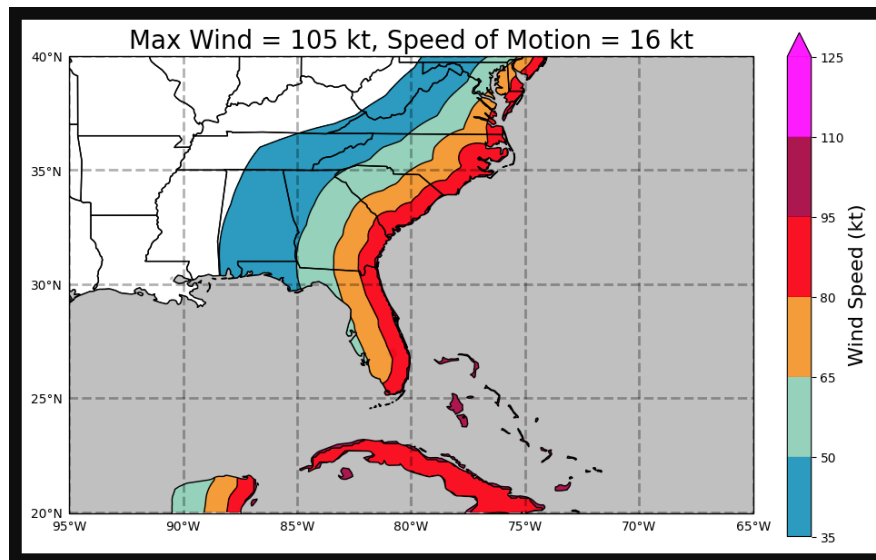 Max Wind = 105 kt, Speed of Motion = 16 kt
40°N
35°N
30°N
25°N
20°N
95°W
90°W
85°W
80°W
75°W
70°W
65°W
125
110
95
80
65
50
35
Wind Speed (kt)